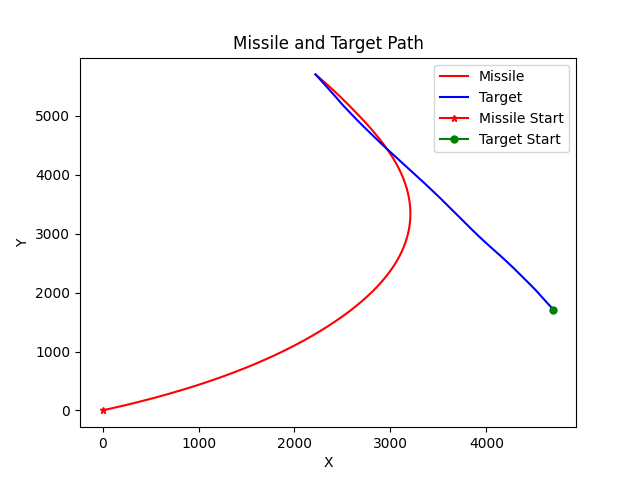 Missile and Target Path
Missile
Target
Missile Start
Target Start
5000
4000
3000
2000
1000
0
Y
0 1000 2000 3000 4000
X